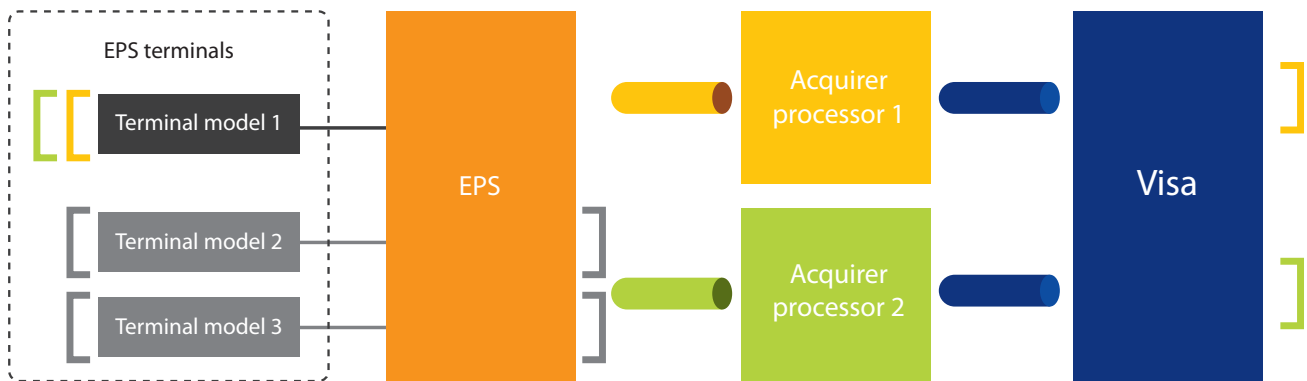 EPS terminals
Terminal model 1
Terminal model 2
Terminal model 3
EPS
Acquirer
processor 1
Acquirer
processor 2
Visa